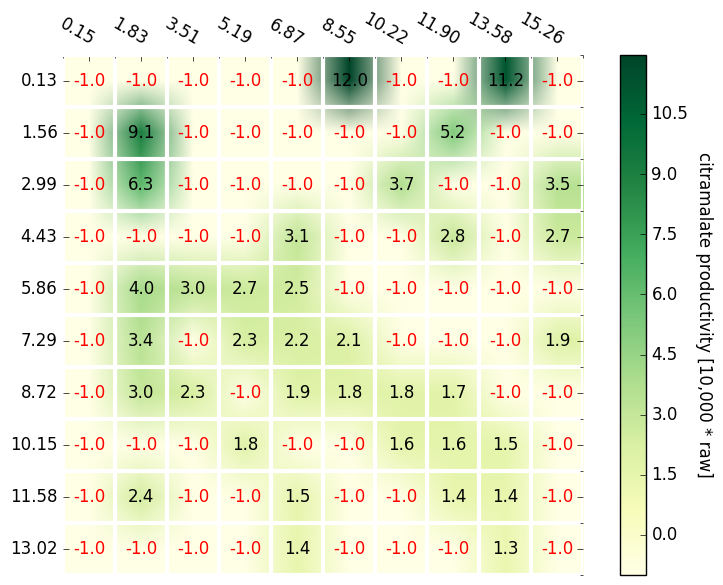 0.15 1.83 3.51 5.19 6.87 8.55 10.22 11.90 13.58 15.26
0.13 -1.0 -1.0 -1.0 -1.0 -1.0 12.0 -1.0 -1.0 11.2 -1.0
1.56 -1.0 9.1 -1.0 -1.0 -1.0 -1.0 -1.0 5.2 -1.0 -1.0
2.99 -1.0 6.3 -1.0 -1.0 -1.0 -1.0 3.7 -1.0 -1.0 3.5
4.43 -1.0 -1.0 -1.0 -1.0 3.1 -1.0 -1.0 2.8 -1.0 2.7
5.86 -1.0 4.0 3.0 2.7 2.5 -1.0 -1.0 -1.0 -1.0 -1.0
7.29 -1.0 3.4 -1.0 2.3 2.2 2.1 -1.0 -1.0 -1.0 1.9
8.72 -1.0 3.0 2.3 -1.0 1.9 1.8 1.8 1.7 -1.0 -1.0
10.15 -1.0 -1.0 -1.0 1.8 -1.0 -1.0 1.6 1.6 1.5 -1.0
11.58 -1.0 2.4 -1.0 -1.0 1.5 -1.0 -1.0 1.4 1.4 -1.0
13.02 -1.0 -1.0 -1.0 -1.0 1.4 -1.0 -1.0 -1.0 1.3 -1.0
10.5
9.0
7.5
6.0
4.5
3.0
1.5
0.0
citramalate productivity [10,000 * raw]